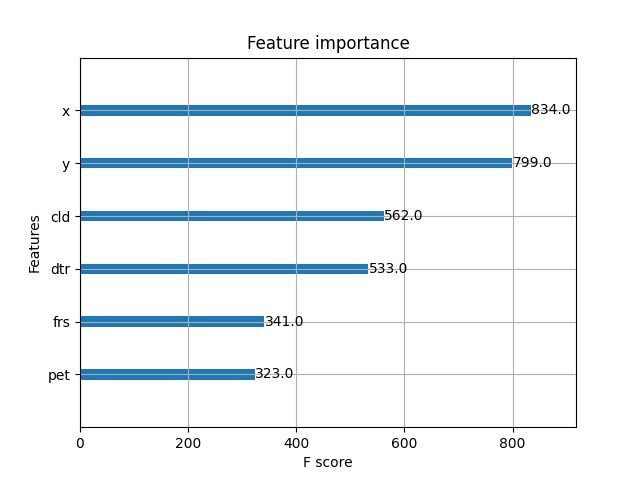 Feature importance
x 834.0
y 799.0
cld 562.0
dtr 533.0
frs 341.0
pet 323.0
Features
0 200 400 600 800
F score